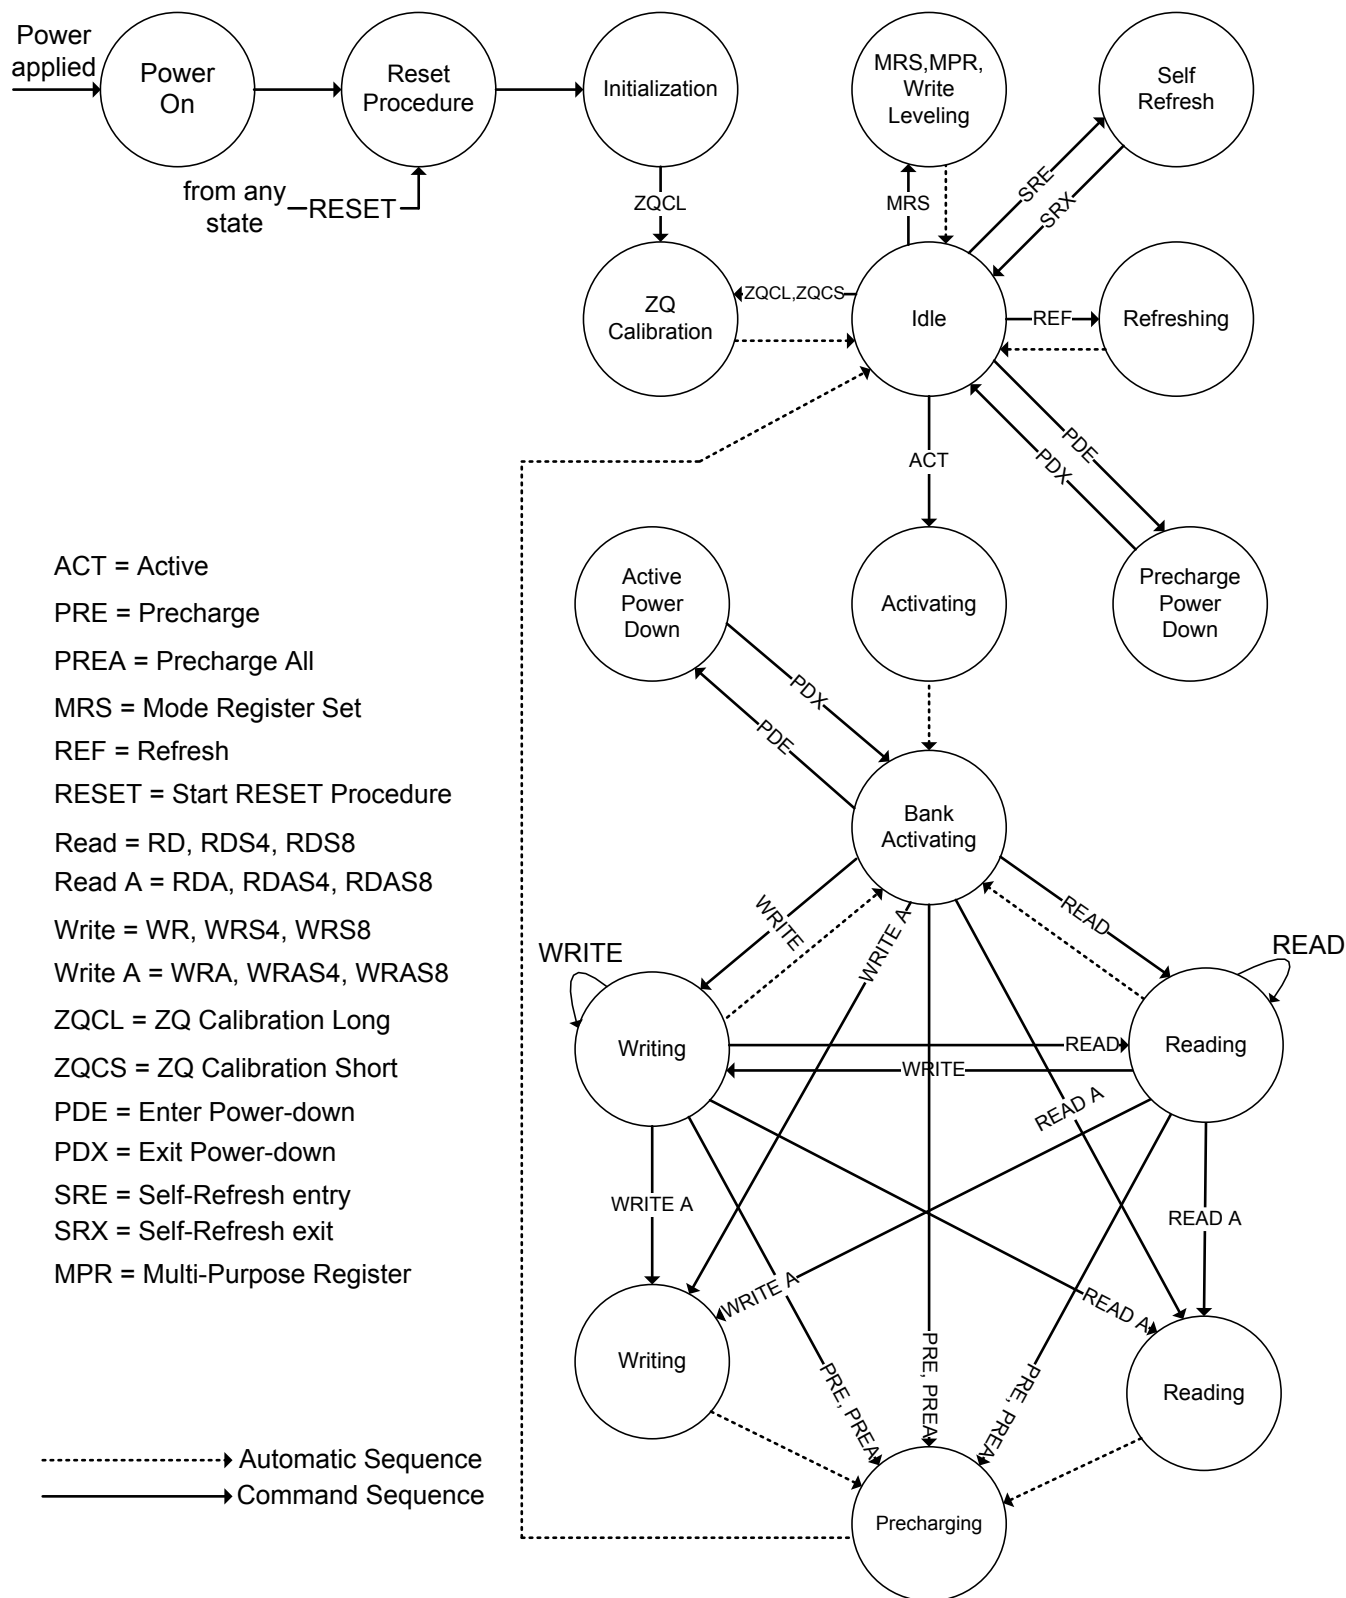 Power
applied
Power
On
Reset
Procedure
Initialization
MRS,MPR,
Write
Leveling
Self
Refresh
from any
state
RESET
ZQCL
MRS
SRE
SRX
ZQ
Calibration
ZQCL,ZQCS
Idle
REF
Refreshing
PDE
PDX
ACT
Active
Power
Down
Activating
Precharge
Power
Down
PDX
PDE
Bank
Activating
ACT = Active
PRE = Precharge
PREA = Precharge All
MRS = Mode Register Set
REF = Refresh
RESET = Start RESET Procedure
Read = RD, RDS4, RDS8
Read A = RDA, RDAS4, RDAS8
Write = WR, WRS4, WRS8
Write A = WRA, WRAS4, WRAS8
ZQCL = ZQ Calibration Long
ZQCS = ZQ Calibration Short
PDE = Enter Power-down
PDX = Exit Power-down
SRE = Self-Refresh entry
SRX = Self-Refresh exit
MPR = Multi-Purpose Register
WRITE
WRITE
WRITE A
READ
READ
Writing
READ
WRITE
Reading
READ A
WRITE A
READ A
WRITE A
READ A
Writing
PRE, PREA
PRE, PREA
PRE, PREA
Reading
Precharging
Automatic Sequence
Command Sequence